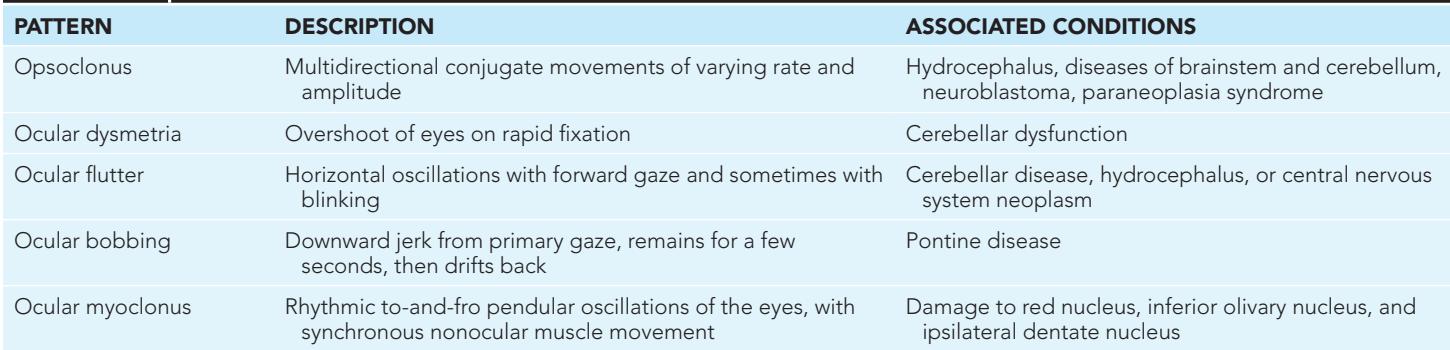 PATTERN DESCRIPTION ASSOCIATED CONDITIONS
Opsoclonus Multidirectional conjugate movements of varying rate and Hydrocephalus, diseases of brainstem and cerebellum,
amplitude neuroblastoma, paraneoplasia syndrome
Ocular dysmetria Overshoot of eyes on rapid fixation Cerebellar dysfunction
Ocular flutter Horizontal oscillations with forward gaze and sometimes with Cerebellar disease, hydrocephalus, or central nervous
blinking system neoplasm
Ocular bobbing Downward jerk from primary gaze, remains for a few Pontine disease
seconds, then drifts back
Ocular myoclonus Rhythmic to-and-fro pendular oscillations of the eyes, with Damage to red nucleus, inferior olivary nucleus, and
synchronous nonocular muscle movement ipsilateral dentate nucleus